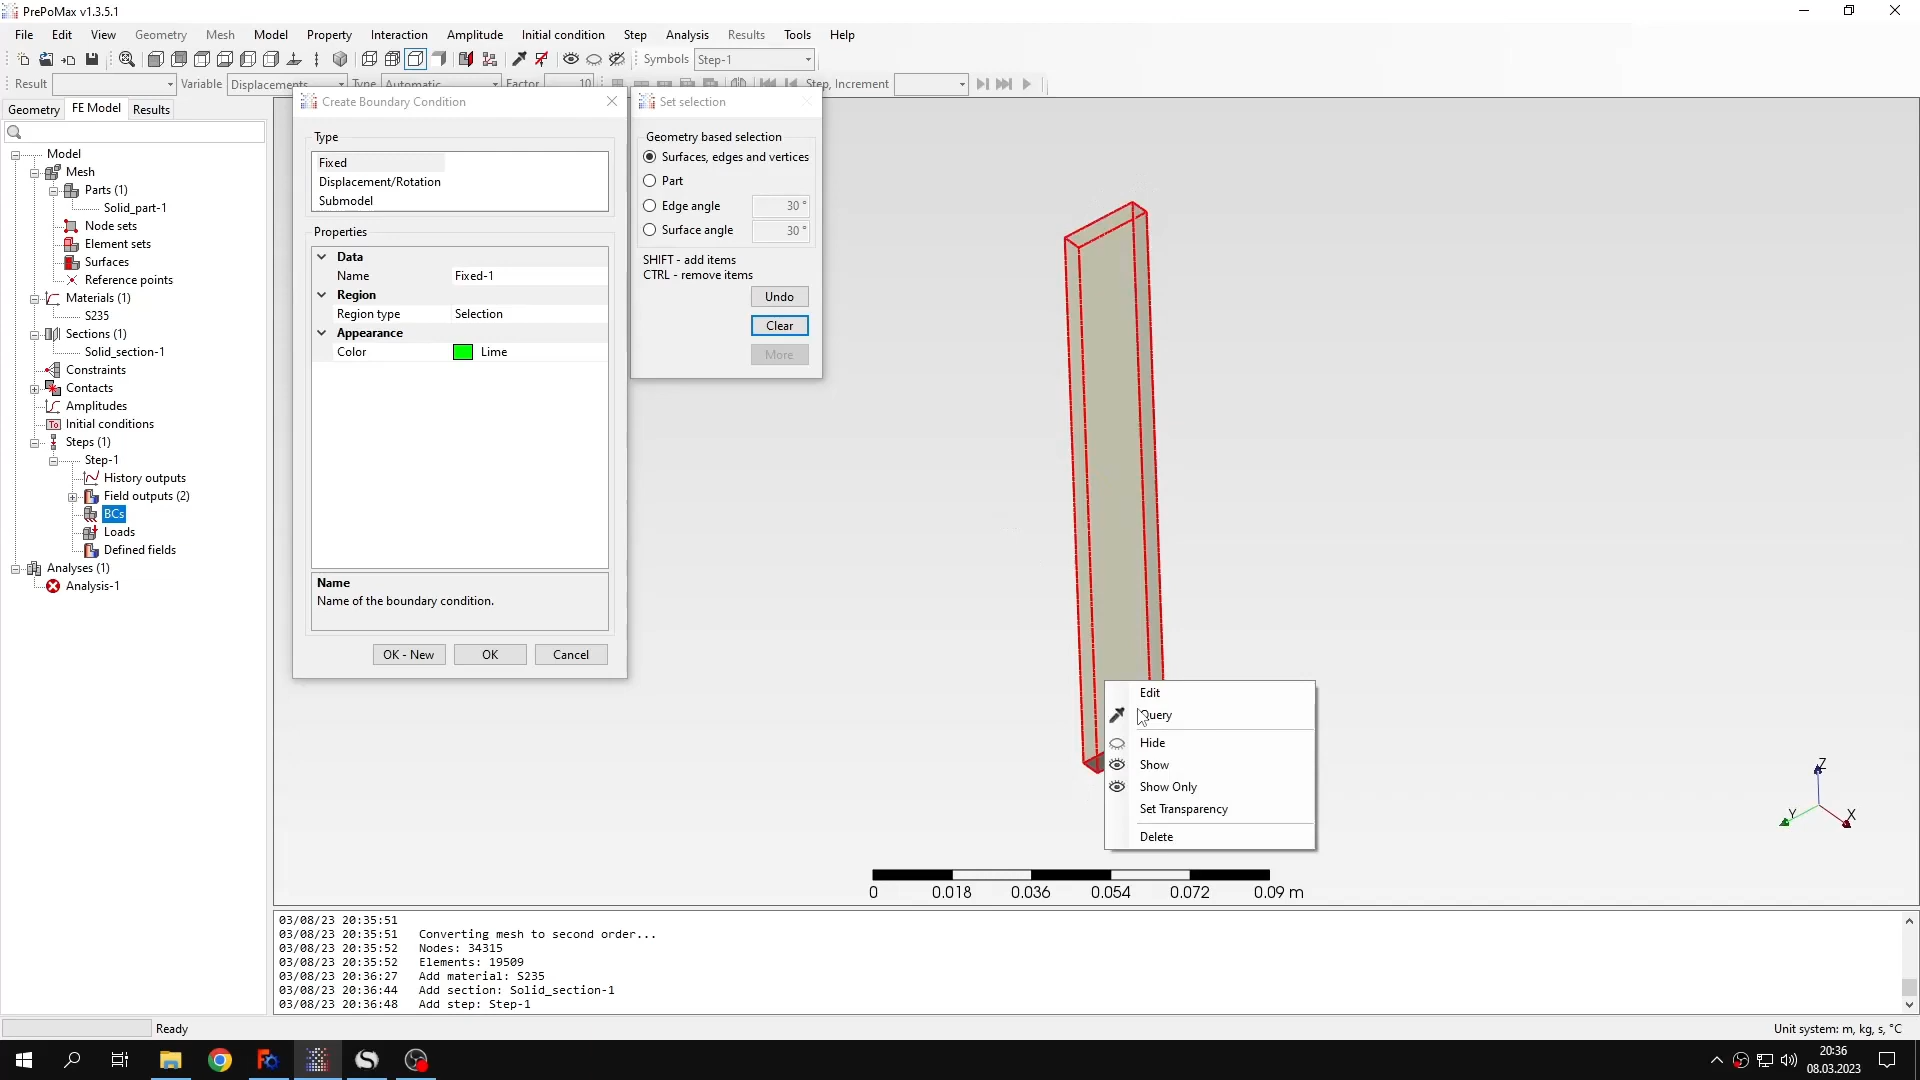 PrePoMax v1.3.5.1
File Edit View Geometry Mesh Model Property Interaction Amplitude Initial condition Step Analysis Results Tools Help
Symbols Step-1
Result Variable Displacements Type Automatic Factor 10 Step, Increment
Geometry FE Model Results
Model
Mesh
Parts (1)
Solid_part-1
Node sets
Element sets
Surfaces
Reference points
Materials (1)
S235
Sections (1)
Solid_section-1
Constraints
Contacts
Amplitudes
Initial conditions
Steps (1)
Step-1
History outputs
Field outputs (2)
BCs
Loads
Defined fields
Analyses (1)
Analysis-1
Create Boundary Condition
Type
Fixed
Displacement/Rotation
Submodel
Properties
Data
Name Fixed-1
Region
Region type Selection
Appearance
Color Lime
Name
Name of the boundary condition.
OK - New OK Cancel
Set selection
Geometry based selection
Surfaces, edges and vertices
Part
Edge angle 30 °
Surface angle 30 °
SHIFT - add items
CTRL - remove items
Undo
Clear
More
Edit
Query
Hide
Show
Show Only
Set Transparency
Delete
Z
Y X
0 0.018 0.036 0.054 0.072 0.09 m
03/08/23 20:35:51
03/08/23 20:35:51 Converting mesh to second order...
03/08/23 20:35:52 Nodes: 34315
03/08/23 20:35:52 Elements: 19509
03/08/23 20:36:27 Add material: S235
03/08/23 20:36:44 Add section: Solid_section-1
03/08/23 20:36:48 Add step: Step-1
Ready
Unit system: m, kg, s, °C
20:36
08.03.2023